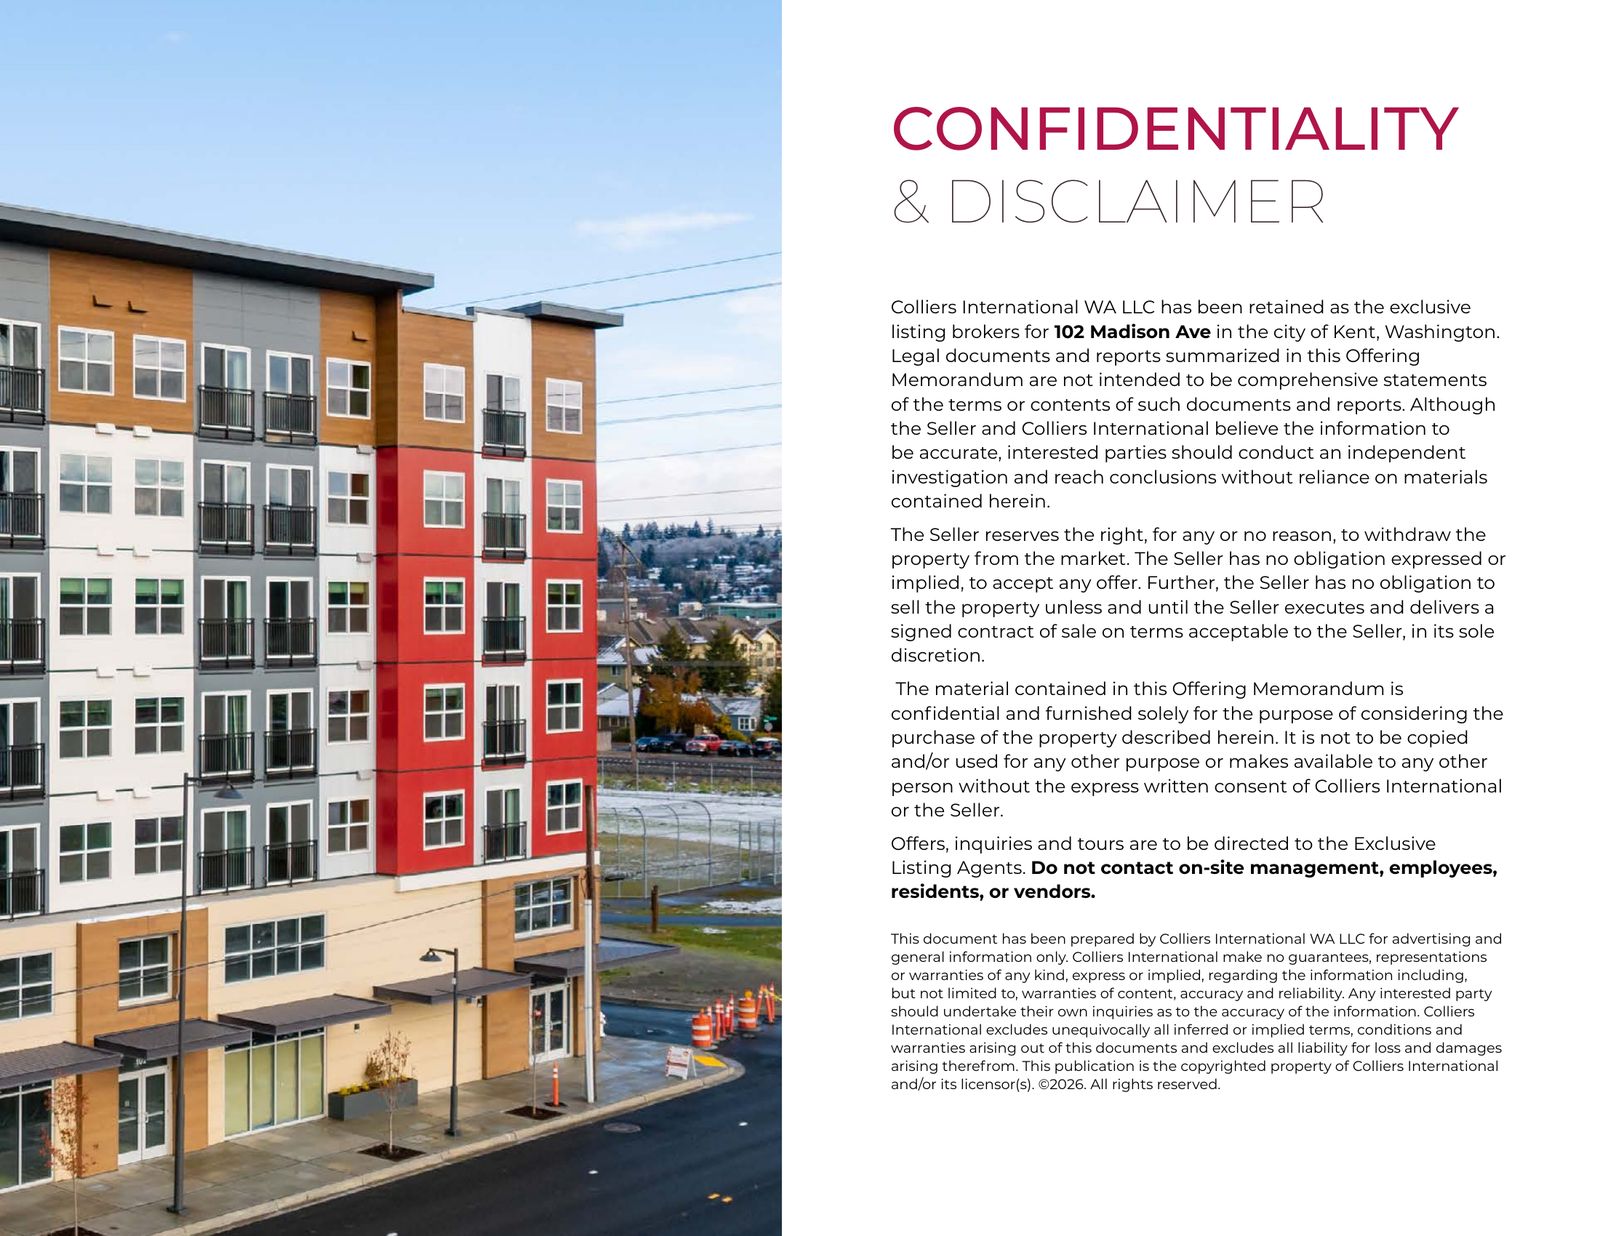 CONFIDENTIALITY
& DISCLAIMER
Colliers International WA LLC has been retained as the exclusive
listing brokers for 102 Madison Ave in the city of Kent, Washington.
Legal documents and reports summarized in this Offering
Memorandum are not intended to be comprehensive statements
of the terms or contents of such documents and reports. Although
the Seller and Colliers International believe the information to
be accurate, interested parties should conduct an independent
investigation and reach conclusions without reliance on materials
contained herein.
The Seller reserves the right, for any or no reason, to withdraw the
property from the market. The Seller has no obligation expressed or
implied, to accept any offer. Further, the Seller has no obligation to
sell the property unless and until the Seller executes and delivers a
signed contract of sale on terms acceptable to the Seller, in its sole
discretion.
The material contained in this Offering Memorandum is
confidential and furnished solely for the purpose of considering the
purchase of the property described herein. It is not to be copied
and/or used for any other purpose or makes available to any other
person without the express written consent of Colliers International
or the Seller.
Offers, inquiries and tours are to be directed to the Exclusive
Listing Agents. Do not contact on-site management, employees,
residents, or vendors.
This document has been prepared by Colliers International WA LLC for advertising and
general information only. Colliers International make no guarantees, representations
or warranties of any kind, express or implied, regarding the information including,
but not limited to, warranties of content, accuracy and reliability. Any interested party
should undertake their own inquiries as to the accuracy of the information. Colliers
International excludes unequivocally all inferred or implied terms, conditions and
warranties arising out of this documents and excludes all liability for loss and damages
arising therefrom. This publication is the copyrighted property of Colliers International
and/or its licensor(s). ©2026. All rights reserved.